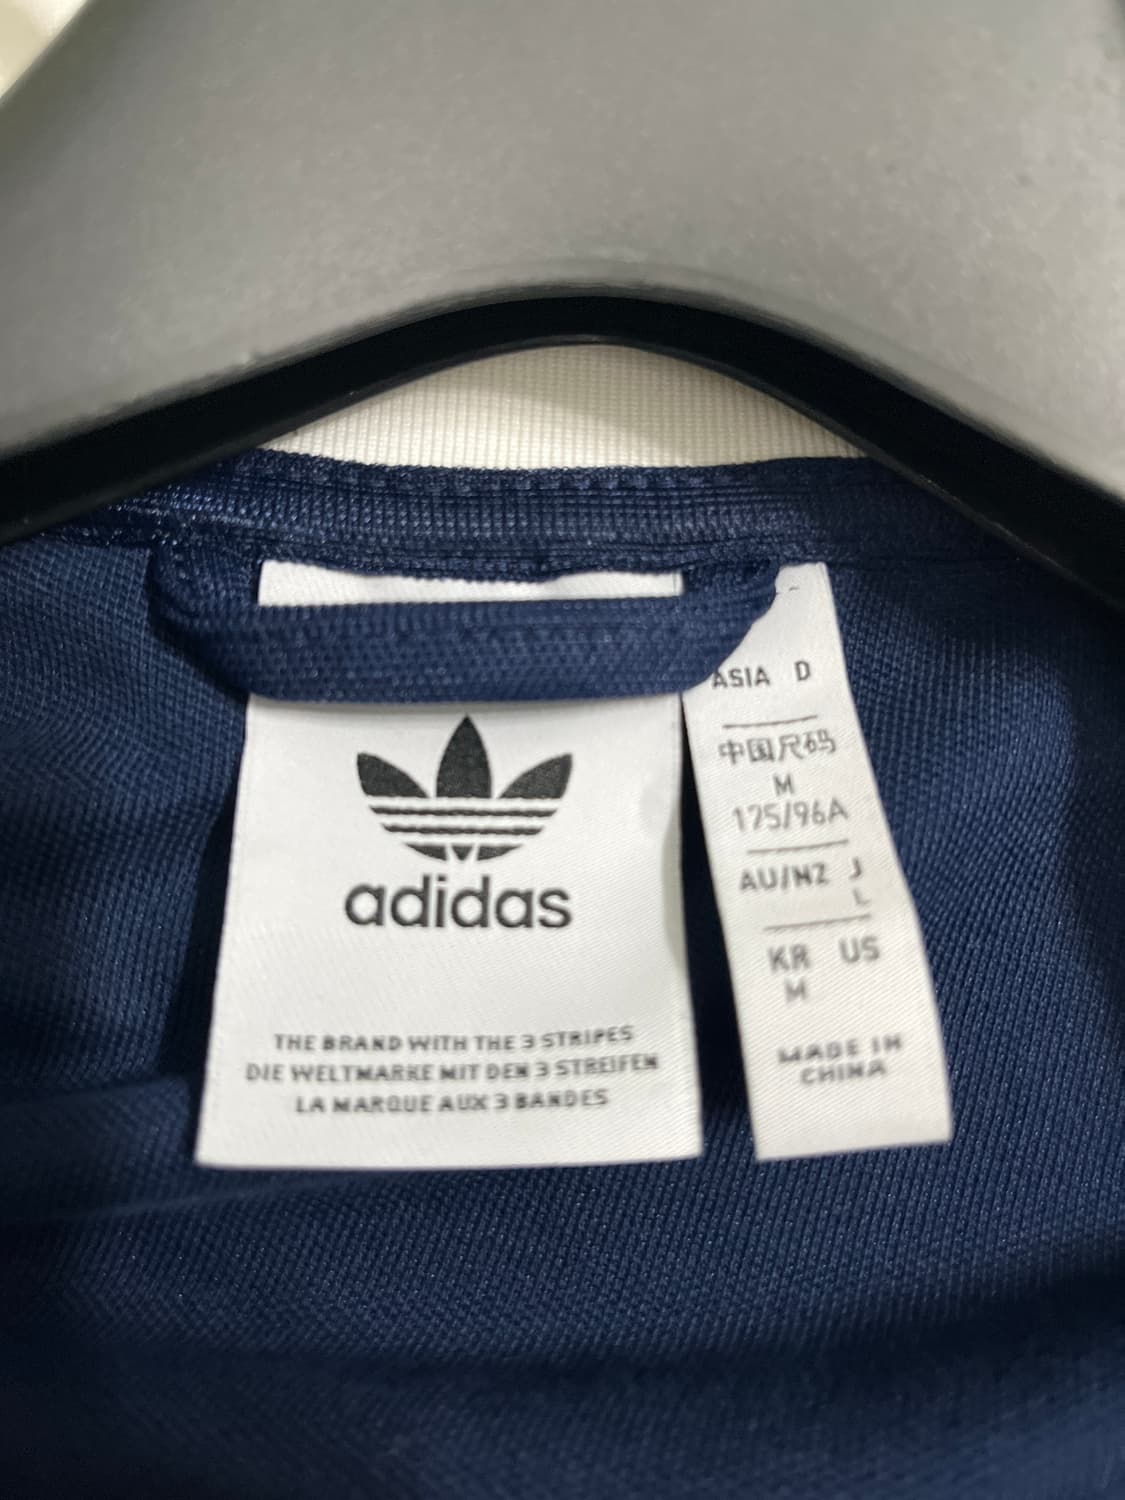 adidas
THE BRAND WITH THE 3 STRIPES
DIE WELTMARKE MIT DEN 3 STREIFEN
LA MARQUE AUX 3 BANDES
ASIA D
中国尺码
M
175/96A
AU/NZ J
L
KR US
M
MADE IN
CHINA